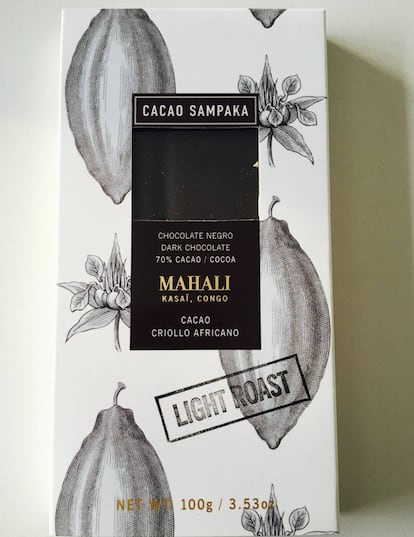 CACAO SAMPAKA
CHOCOLATE NEGRO
DARK CHOCOLATE
70% CACAO / COCOA
MAHALI
KASAÍ, CONGO
CACAO
CRIOLLO AFRICANO
LIGHT ROAST
NET WT. 100g / 3.53oz